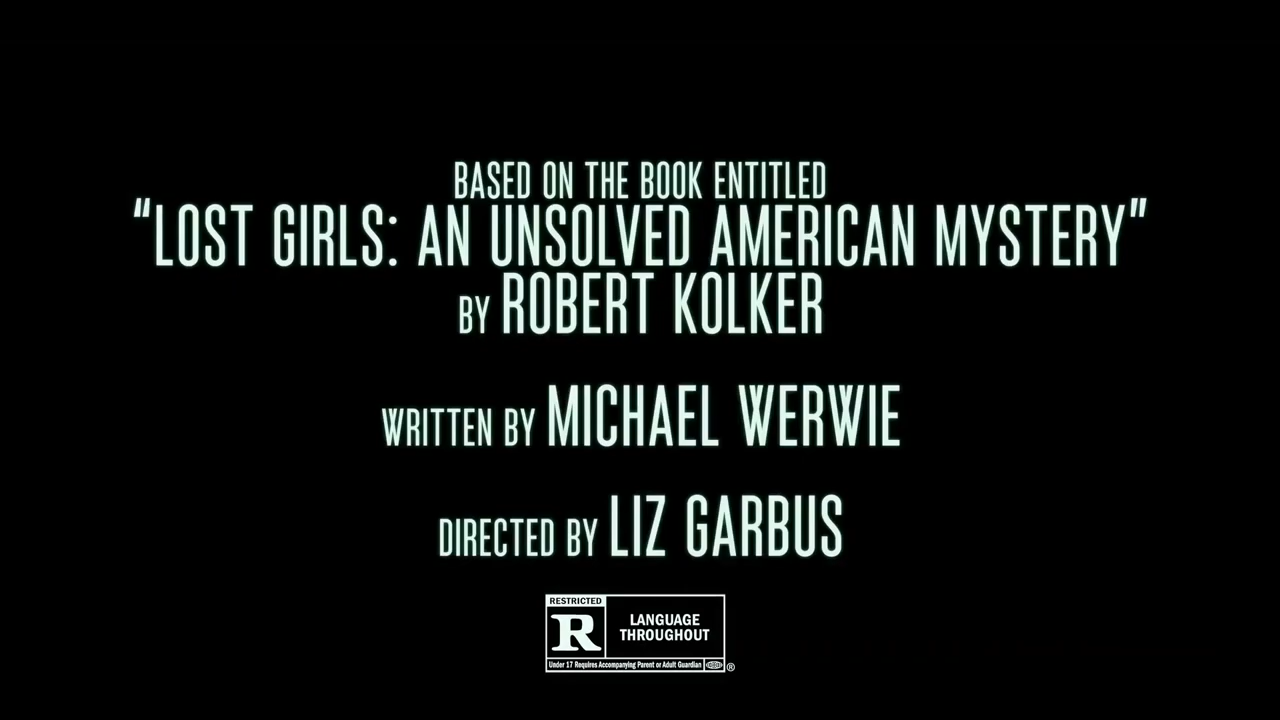 BASED ON THE BOOK ENTITLED
"LOST GIRLS: AN UNSOLVED AMERICAN MYSTERY"
BY ROBERT KOLKER
WRITTEN BY MICHAEL WERWIE
DIRECTED BY LIZ GARBUS
RESTRICTED
R
LANGUAGE
THROUGHOUT
Under 17 Requires Accompanying Parent or Adult Guardian
®